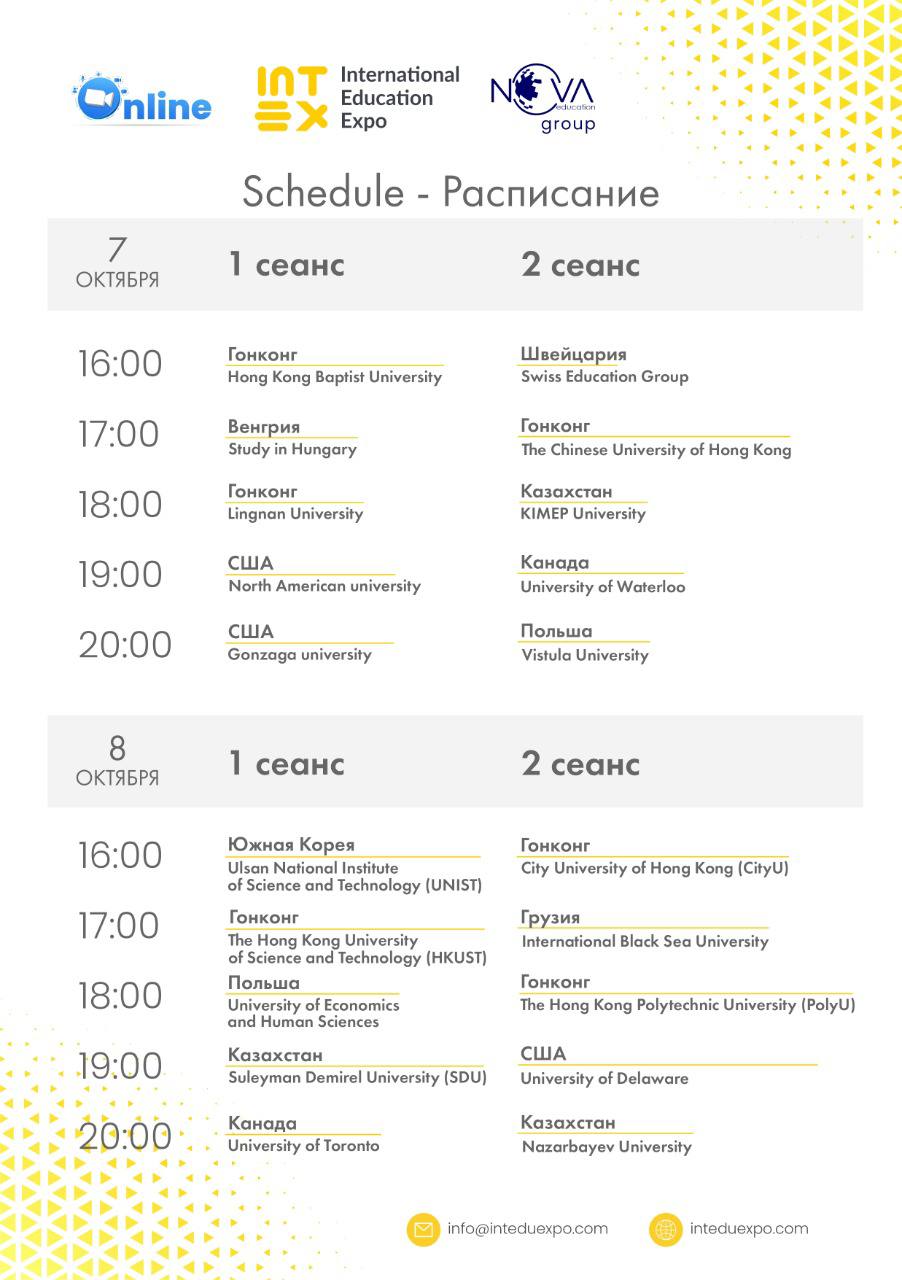 Online
INTEX
International
Education
Expo
NOVA
education
group
Schedule - Расписание
7
ОКТЯБРЯ
1 сеанс
2 сеанс
16:00
Гонконг
Hong Kong Baptist University
Швейцария
Swiss Education Group
17:00
Венгрия
Study in Hungary
Гонконг
The Chinese University of Hong Kong
18:00
Гонконг
Lingnan University
Казахстан
KIMEP University
19:00
США
North American university
Канада
University of Waterloo
20:00
США
Gonzaga university
Польша
Vistula University
8
ОКТЯБРЯ
1 сеанс
2 сеанс
16:00
Южная Корея
Ulsan National Institute
of Science and Technology (UNIST)
Гонконг
City University of Hong Kong (CityU)
17:00
Гонконг
The Hong Kong University
of Science and Technology (HKUST)
Грузия
International Black Sea University
18:00
Польша
University of Economics
and Human Sciences
Гонконг
The Hong Kong Polytechnic University (PolyU)
19:00
Казахстан
Suleyman Demirel University (SDU)
США
University of Delaware
20:00
Канада
University of Toronto
Казахстан
Nazarbayev University
info@inteduexpo.com
inteduexpo.com